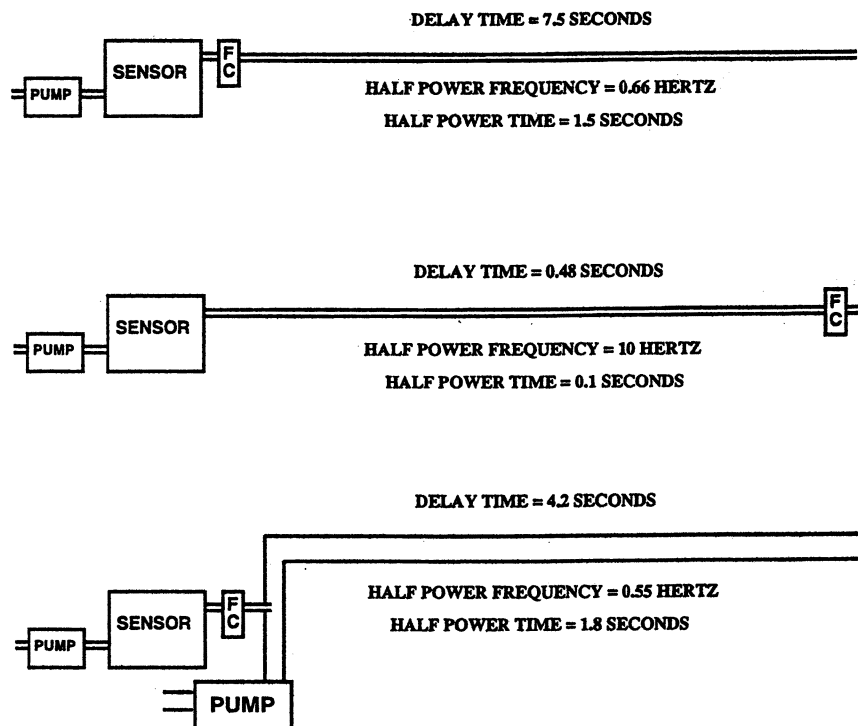 DELAY TIME = 7.5 SECONDS
F
C
SENSOR
PUMP
HALF POWER FREQUENCY = 0.66 HERTZ
HALF POWER TIME = 1.5 SECONDS
DELAY TIME = 0.48 SECONDS
F
C
SENSOR
PUMP
HALF POWER FREQUENCY = 10 HERTZ
HALF POWER TIME = 0.1 SECONDS
DELAY TIME = 4.2 SECONDS
F
C
SENSOR
PUMP
HALF POWER FREQUENCY = 0.55 HERTZ
HALF POWER TIME = 1.8 SECONDS
PUMP